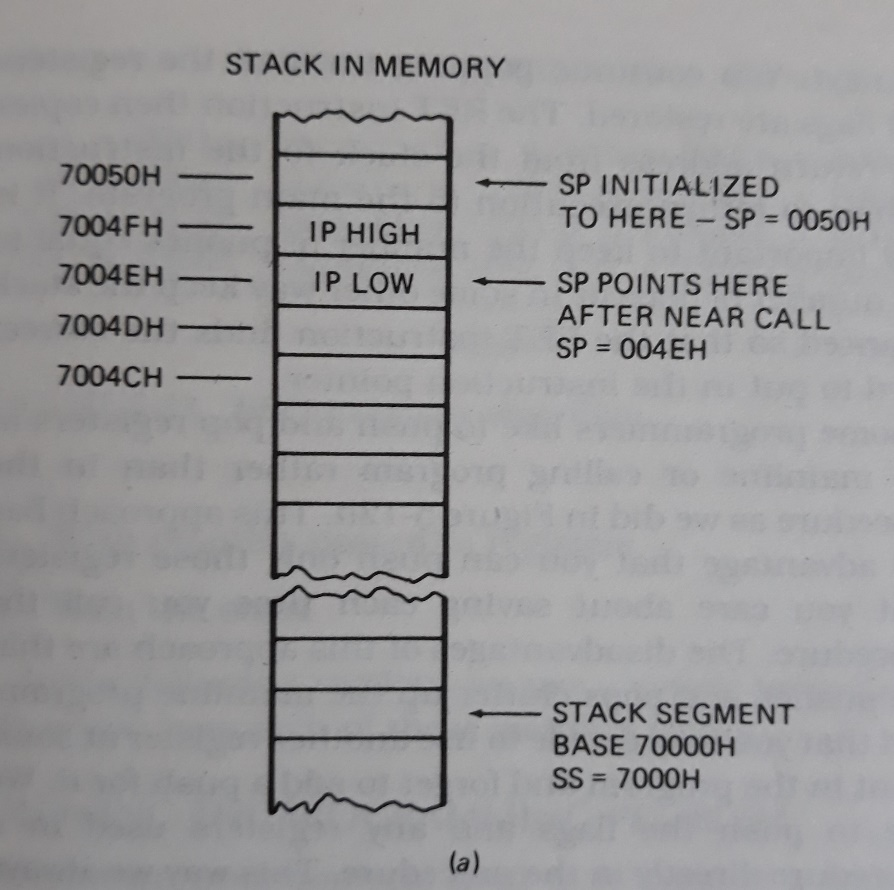 STACK IN MEMORY
70050H
SP INITIALIZED
TO HERE – SP = 0050H
7004FH
IP HIGH
7004EH
IP LOW
SP POINTS HERE
AFTER NEAR CALL
SP = 004EH
7004DH
7004CH
STACK SEGMENT
BASE 70000H
SS = 7000H
(a)